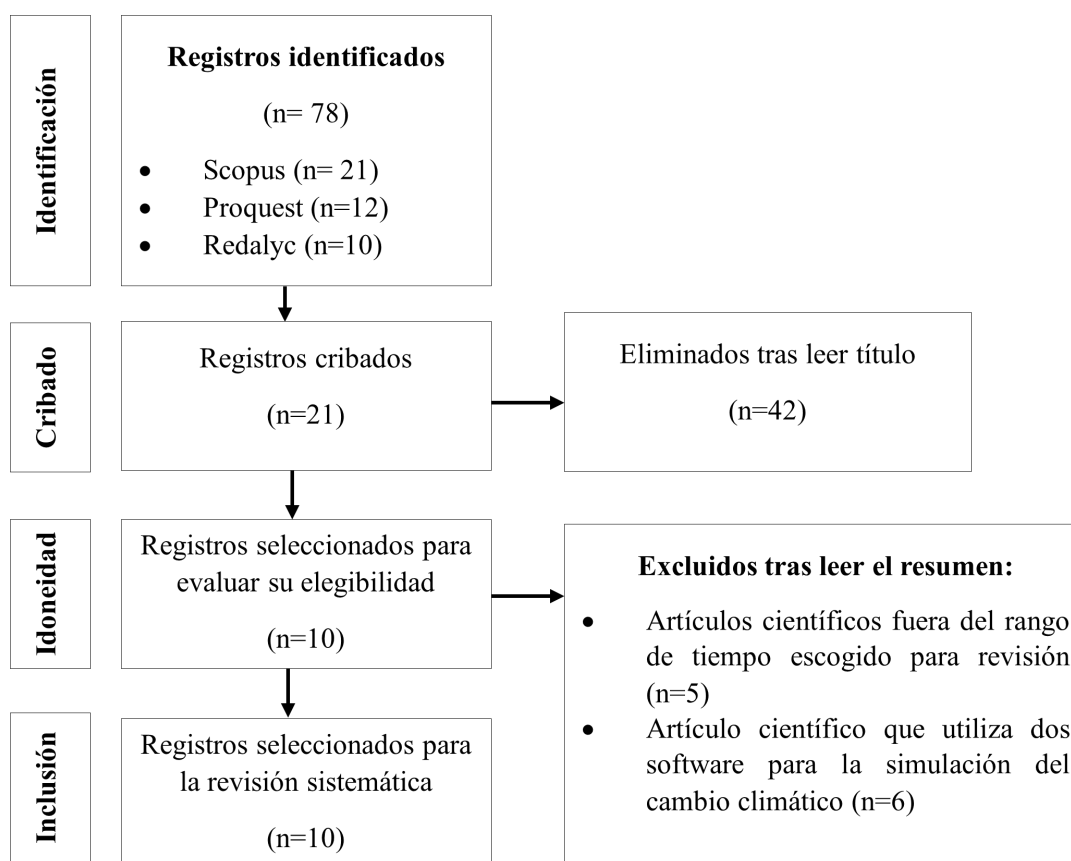 Identificación
Registros identificados
(n= 78)
• Scopus (n= 21)
• Proquest (n=12)
• Redalyc (n=10)
Cribado
Registros cribados
(n=21)
Eliminados tras leer título
(n=42)
Idoneidad
Registros seleccionados para
evaluar su elegibilidad
(n=10)
Excluidos tras leer el resumen:
• Artículos científicos fuera del rango
de tiempo escogido para revisión
(n=5)
• Artículo científico que utiliza dos
software para la simulación del
cambio climático (n=6)
Inclusión
Registros seleccionados para
la revisión sistemática
(n=10)